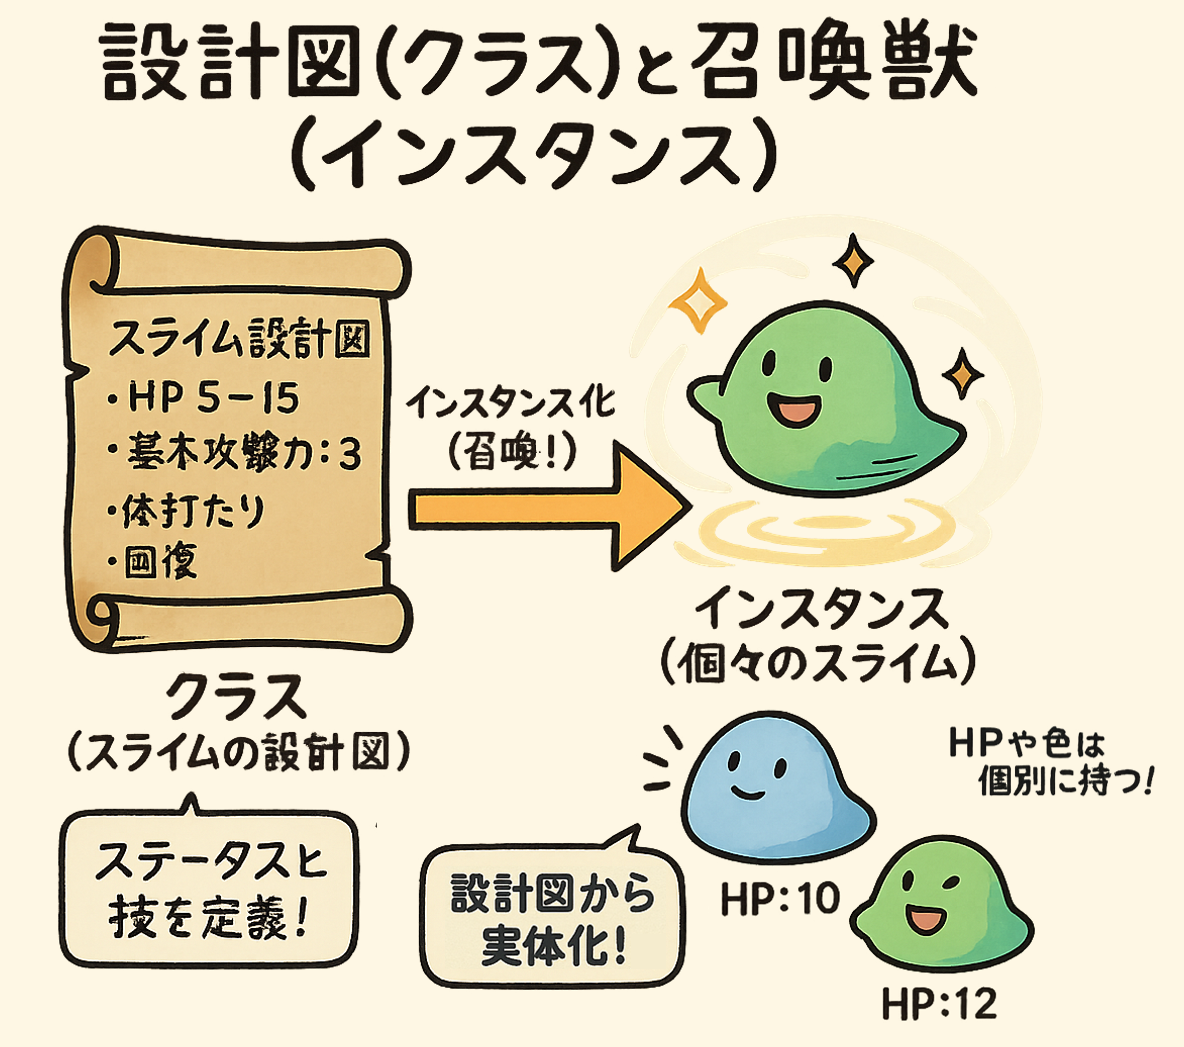 設計図(クラス)と召喚獣
(インスタンス)
スライム設計図
・HP 5-15
・基本攻撃力:3
・体打たり
・回復
インスタンス化
(召喚!)
クラス
(スライムの設計図)
ステータスと
技を定義!
インスタンス
(個々のスライム)
設計図から
実体化!
HPや色は
個別に持つ!
HP:10
HP:12